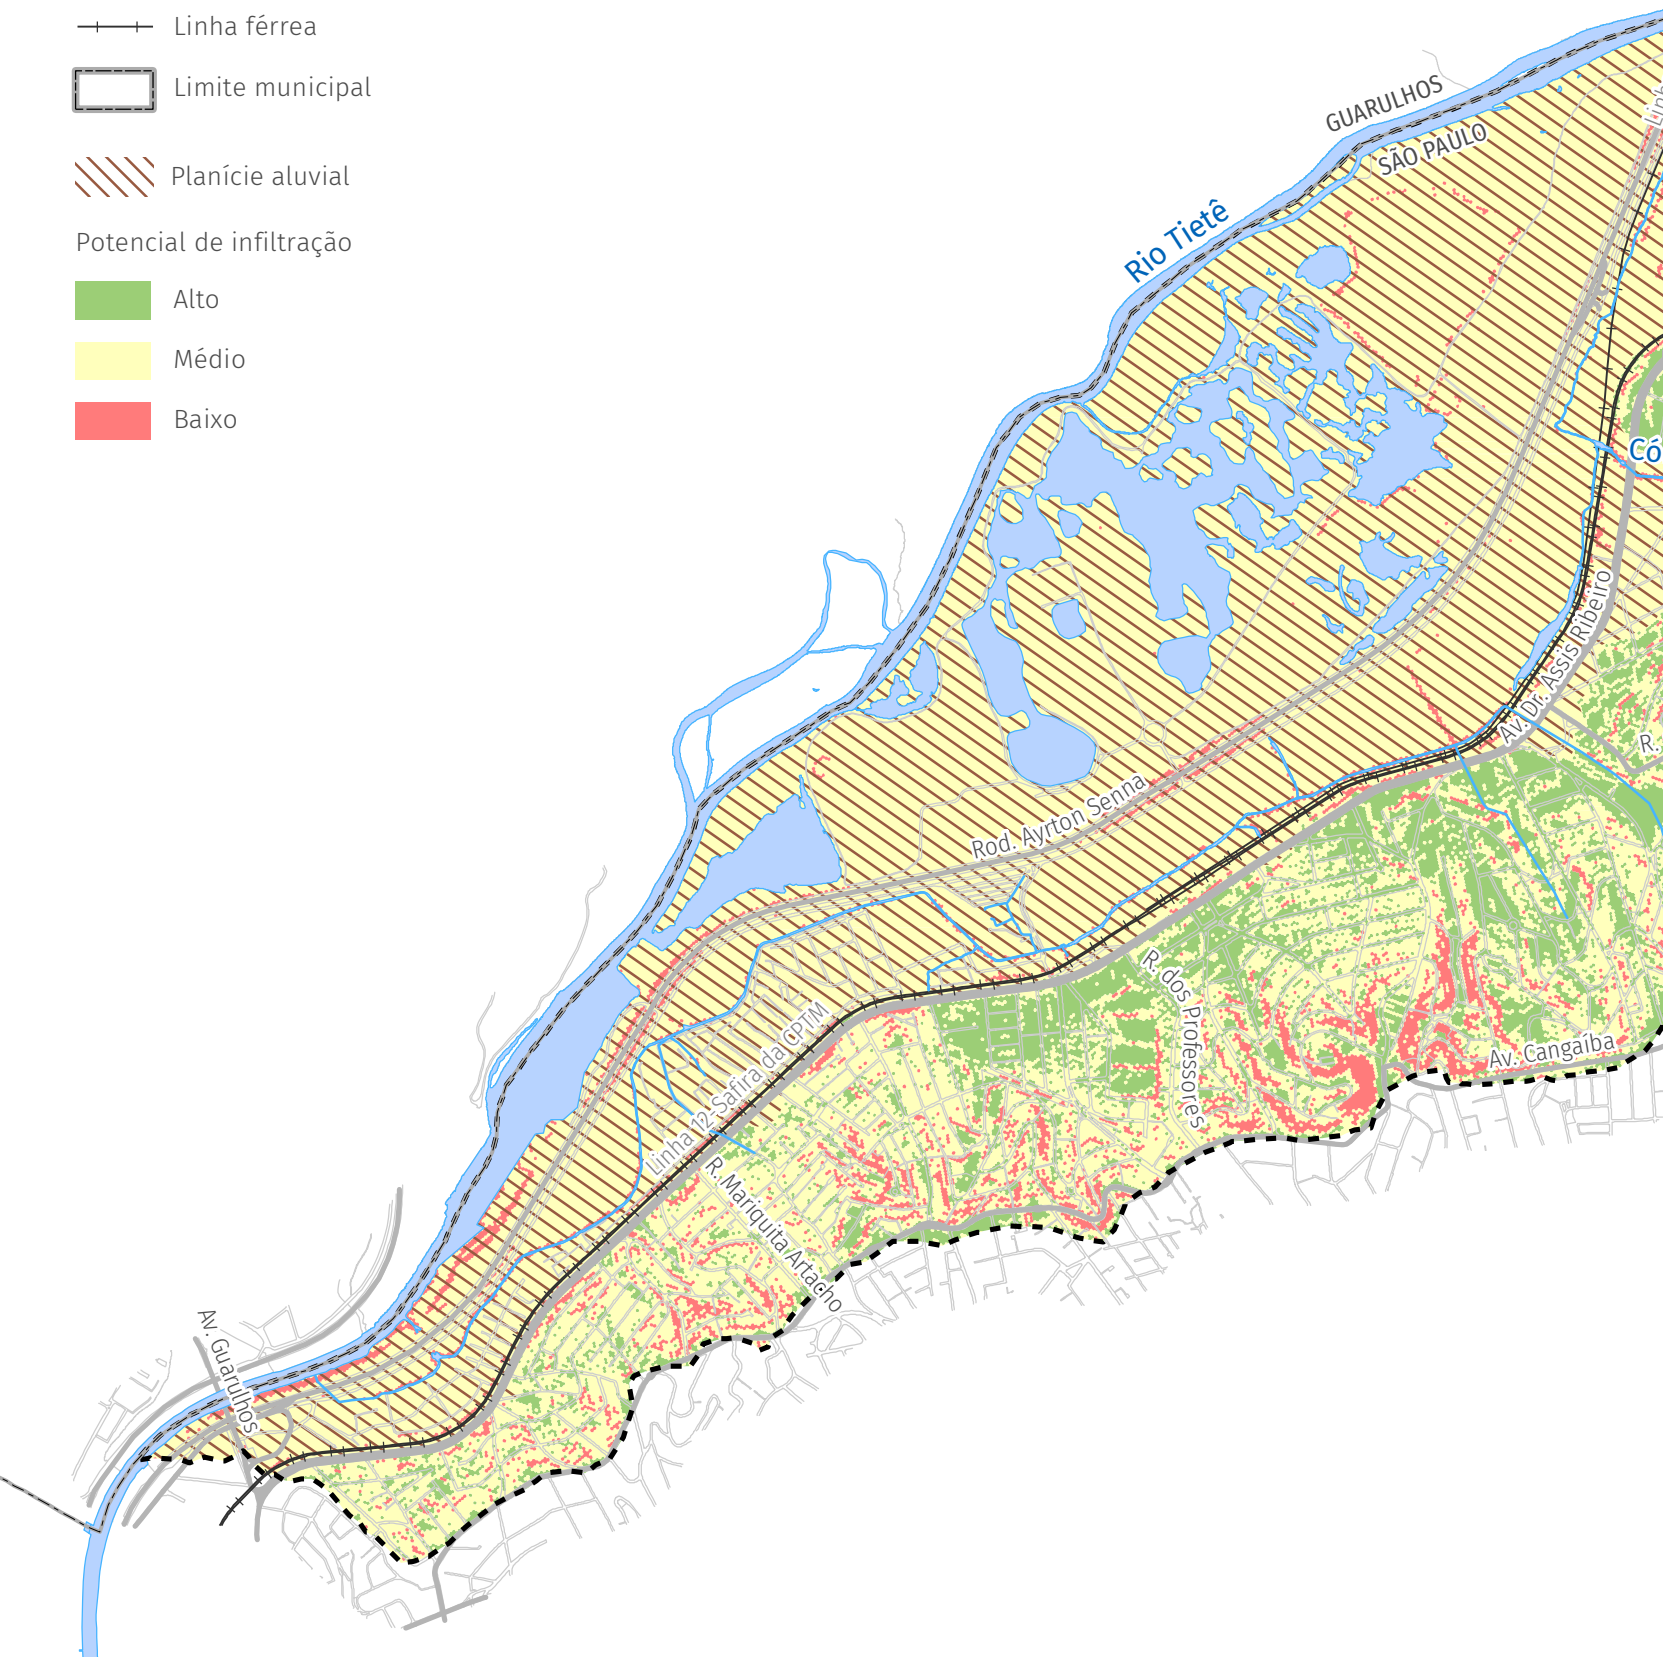 Linha férrea
Limite municipal
Planície aluvial
Potencial de infiltração
Alto
Médio
Baixo
GUARULHOS
SÃO PAULO
Rio Tietê
Av. Dr. Assis Ribeiro
R.
Rod. Ayrton Senna
R. dos Professores
Av. Cangaíba
Linha 12-Safira da CPTM
R. Mariquita Artacho
Av. Guarulhos